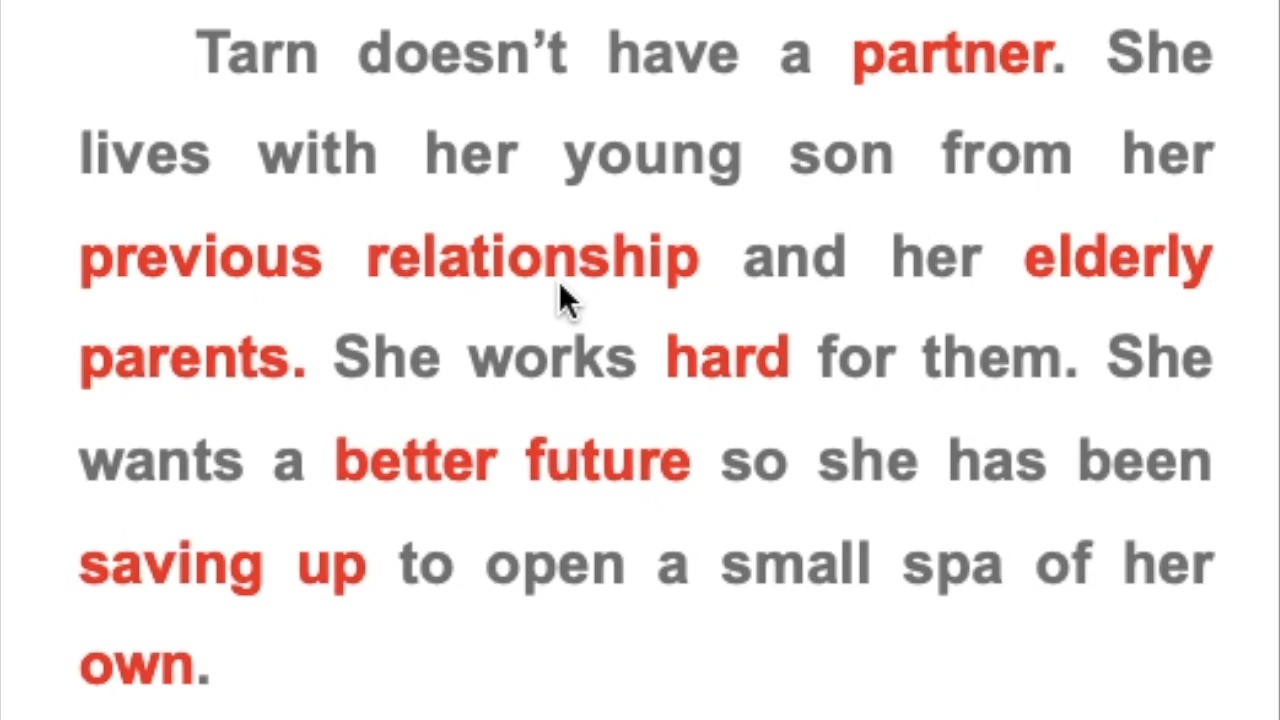 Tarn doesn’t have a partner. She
lives with her young son from her
previous relationship and her elderly
parents. She works hard for them. She
wants a better future so she has been
saving up to open a small spa of her
own.